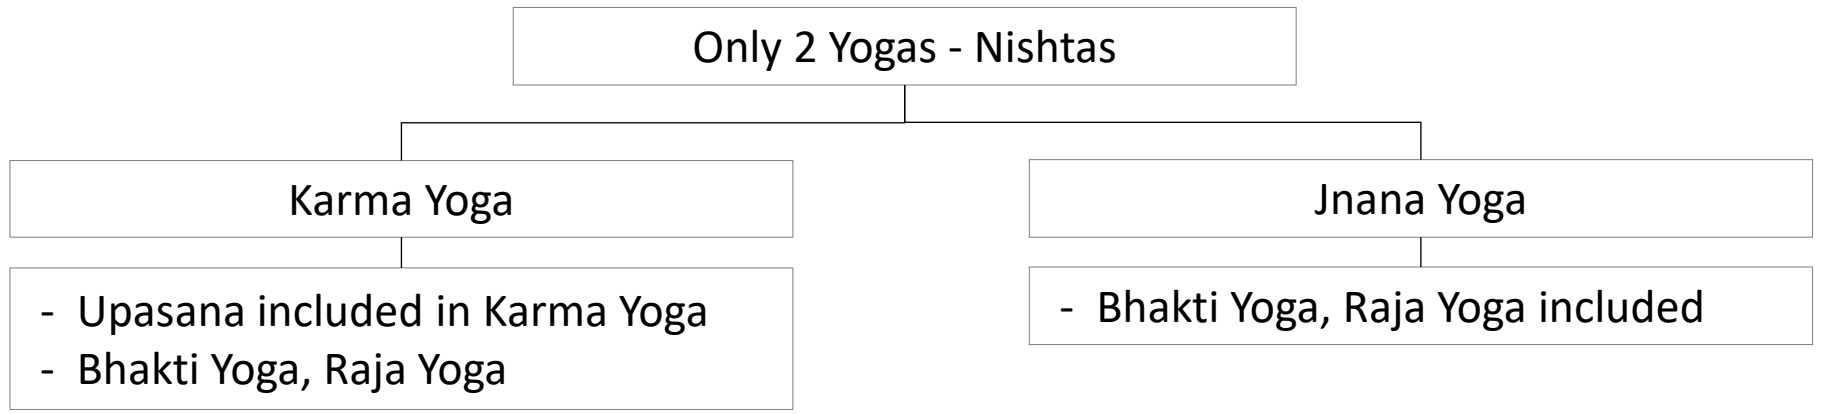 Only 2 Yogas - Nishtas
Karma Yoga
Jnana Yoga
- Upasana included in Karma Yoga
- Bhakti Yoga, Raja Yoga
- Bhakti Yoga, Raja Yoga included